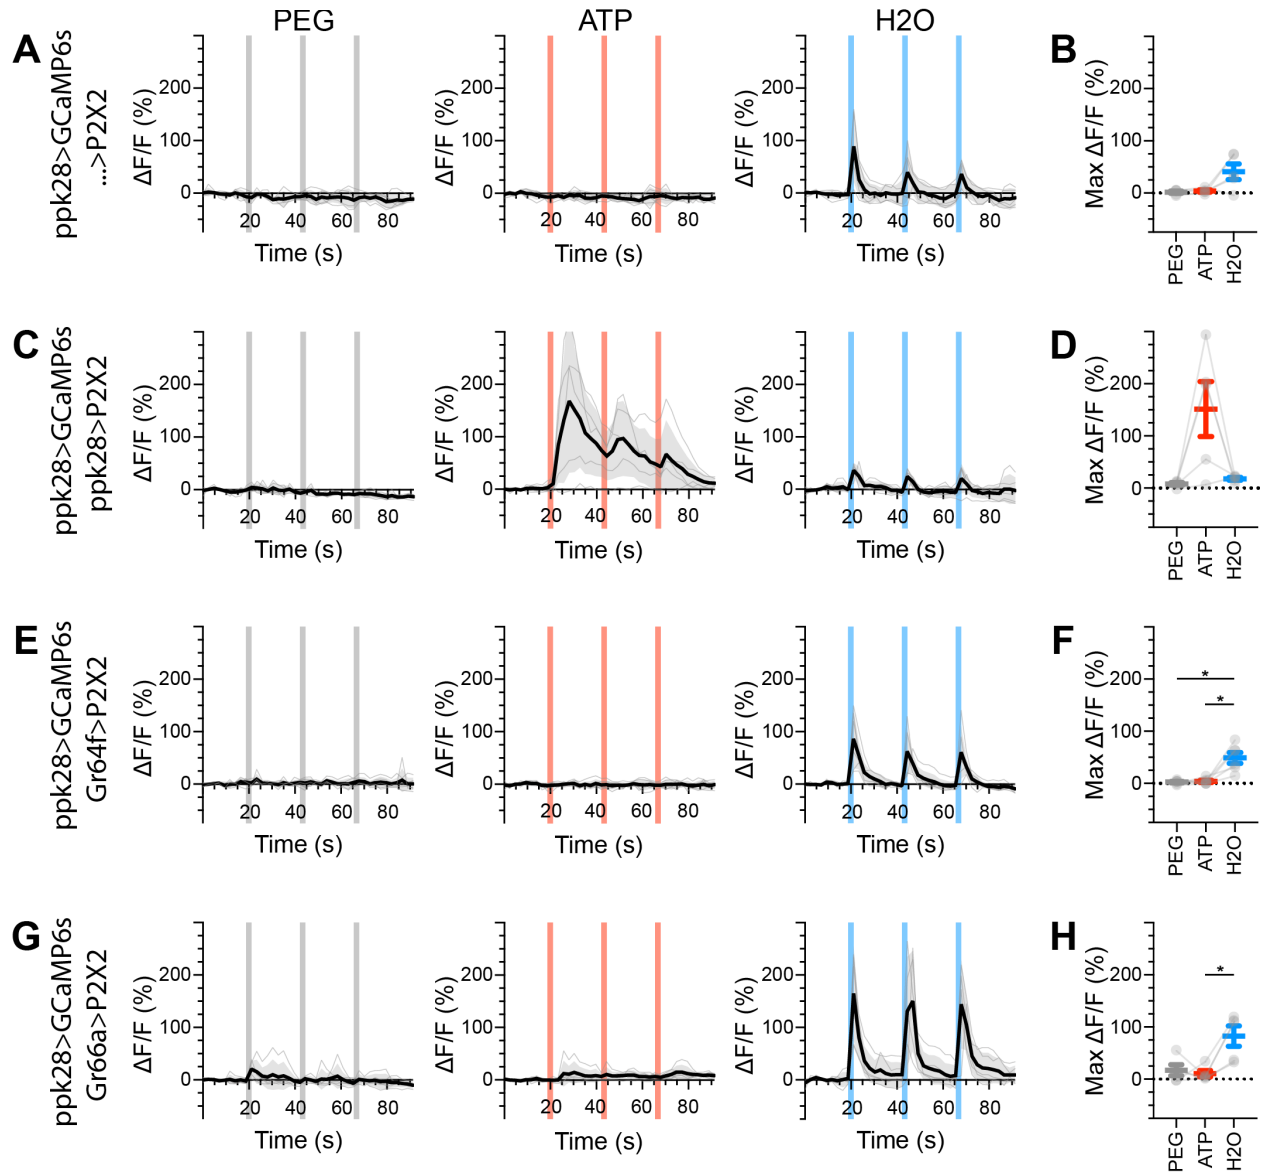 PEG ATP H2O
A
ppk28>GCaMP6s
....>P2X2
ΔF/F (%)
200
100
0
20 40 60 80
Time (s)
ΔF/F (%)
200
100
0
20 40 60 80
Time (s)
ΔF/F (%)
200
100
0
20 40 60 80
Time (s)
B
Max ΔF/F (%)
200
100
0
PEG
ATP
H2O
C
ppk28>GCaMP6s
ppk28>P2X2
ΔF/F (%)
200
100
0
20 40 60 80
Time (s)
ΔF/F (%)
200
100
0
20 40 60 80
Time (s)
ΔF/F (%)
200
100
0
20 40 60 80
Time (s)
D
Max ΔF/F (%)
200
100
0
PEG
ATP
H2O
E
ppk28>GCaMP6s
Gr64f>P2X2
ΔF/F (%)
200
100
0
20 40 60 80
Time (s)
ΔF/F (%)
200
100
0
20 40 60 80
Time (s)
ΔF/F (%)
200
100
0
20 40 60 80
Time (s)
F
Max ΔF/F (%)
200
100
0
*
*
PEG
ATP
H2O
G
ppk28>GCaMP6s
Gr66a>P2X2
ΔF/F (%)
200
100
0
20 40 60 80
Time (s)
ΔF/F (%)
200
100
0
20 40 60 80
Time (s)
ΔF/F (%)
200
100
0
20 40 60 80
Time (s)
H
Max ΔF/F (%)
200
100
0
*
PEG
ATP
H2O